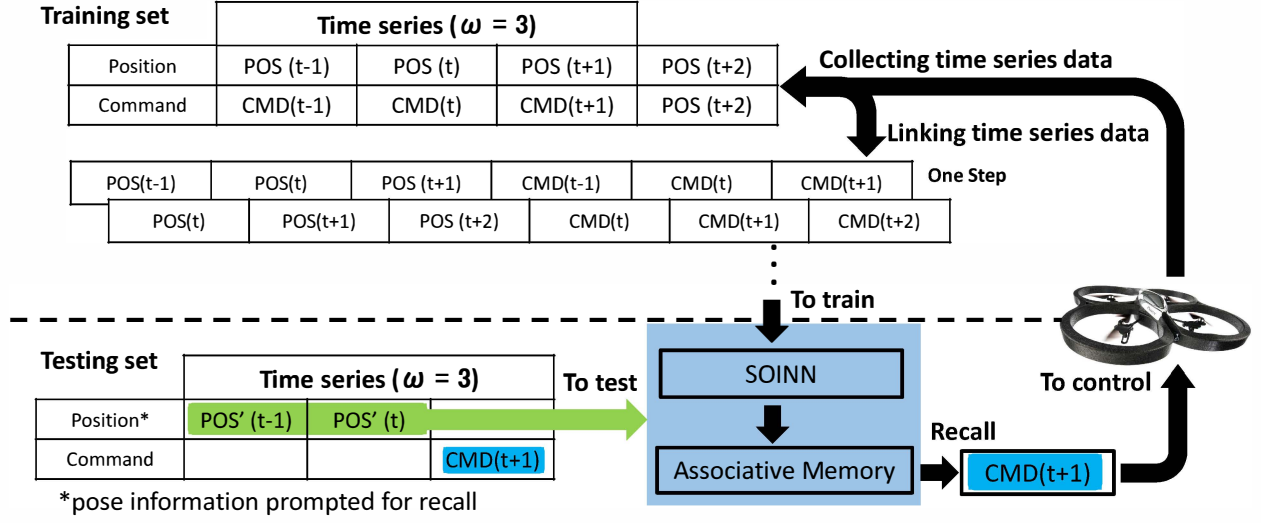 Training set
Time series (ω = 3)
Position POS (t-1) POS (t) POS (t+1) POS (t+2)
Command CMD(t-1) CMD(t) CMD(t+1) POS (t+2)
Collecting time series data
Linking time series data
POS(t-1) POS(t) POS (t+1) CMD(t-1) CMD(t) CMD(t+1)
One Step
POS(t) POS(t+1) POS (t+2) CMD(t) CMD(t+1) CMD(t+2)
To train
Testing set
Time series (ω = 3)
Position* POS' (t-1) POS' (t)
Command CMD(t+1)
*pose information prompted for recall
To test
SOINN
Associative Memory
Recall
CMD(t+1)
To control